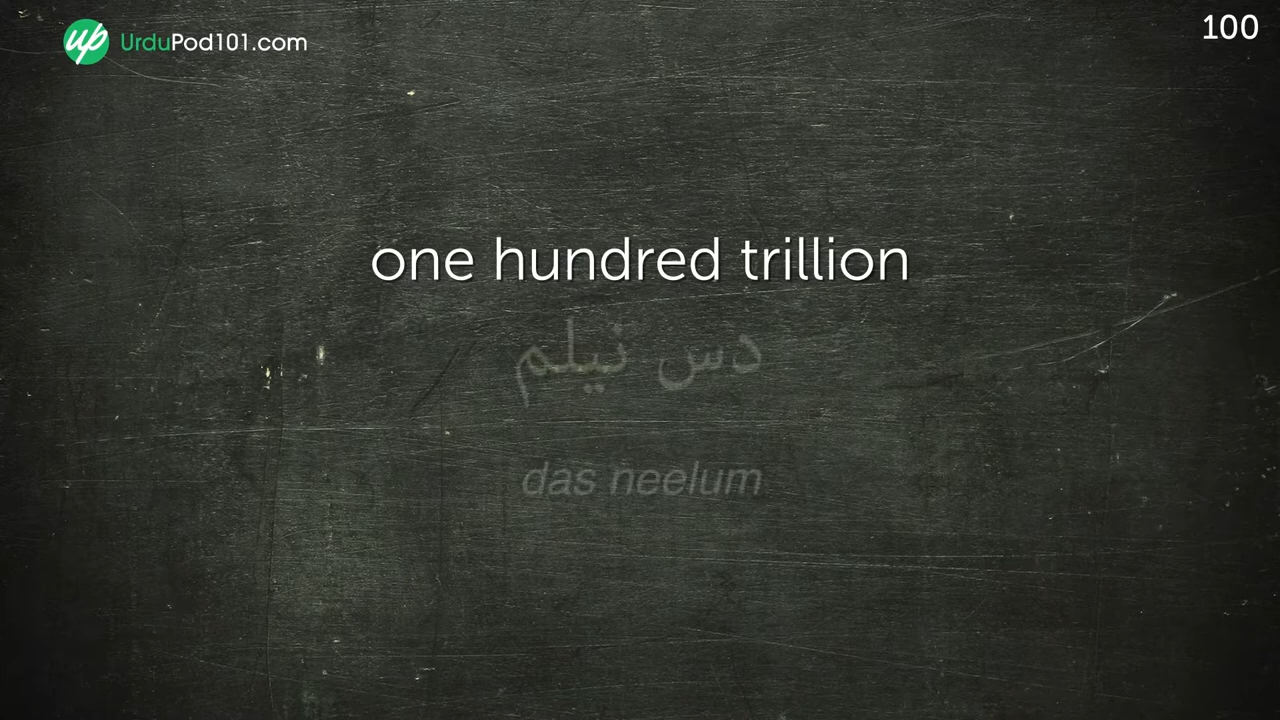 UrduPod101.com
100
one hundred trillion
دس نیلم
das neelum